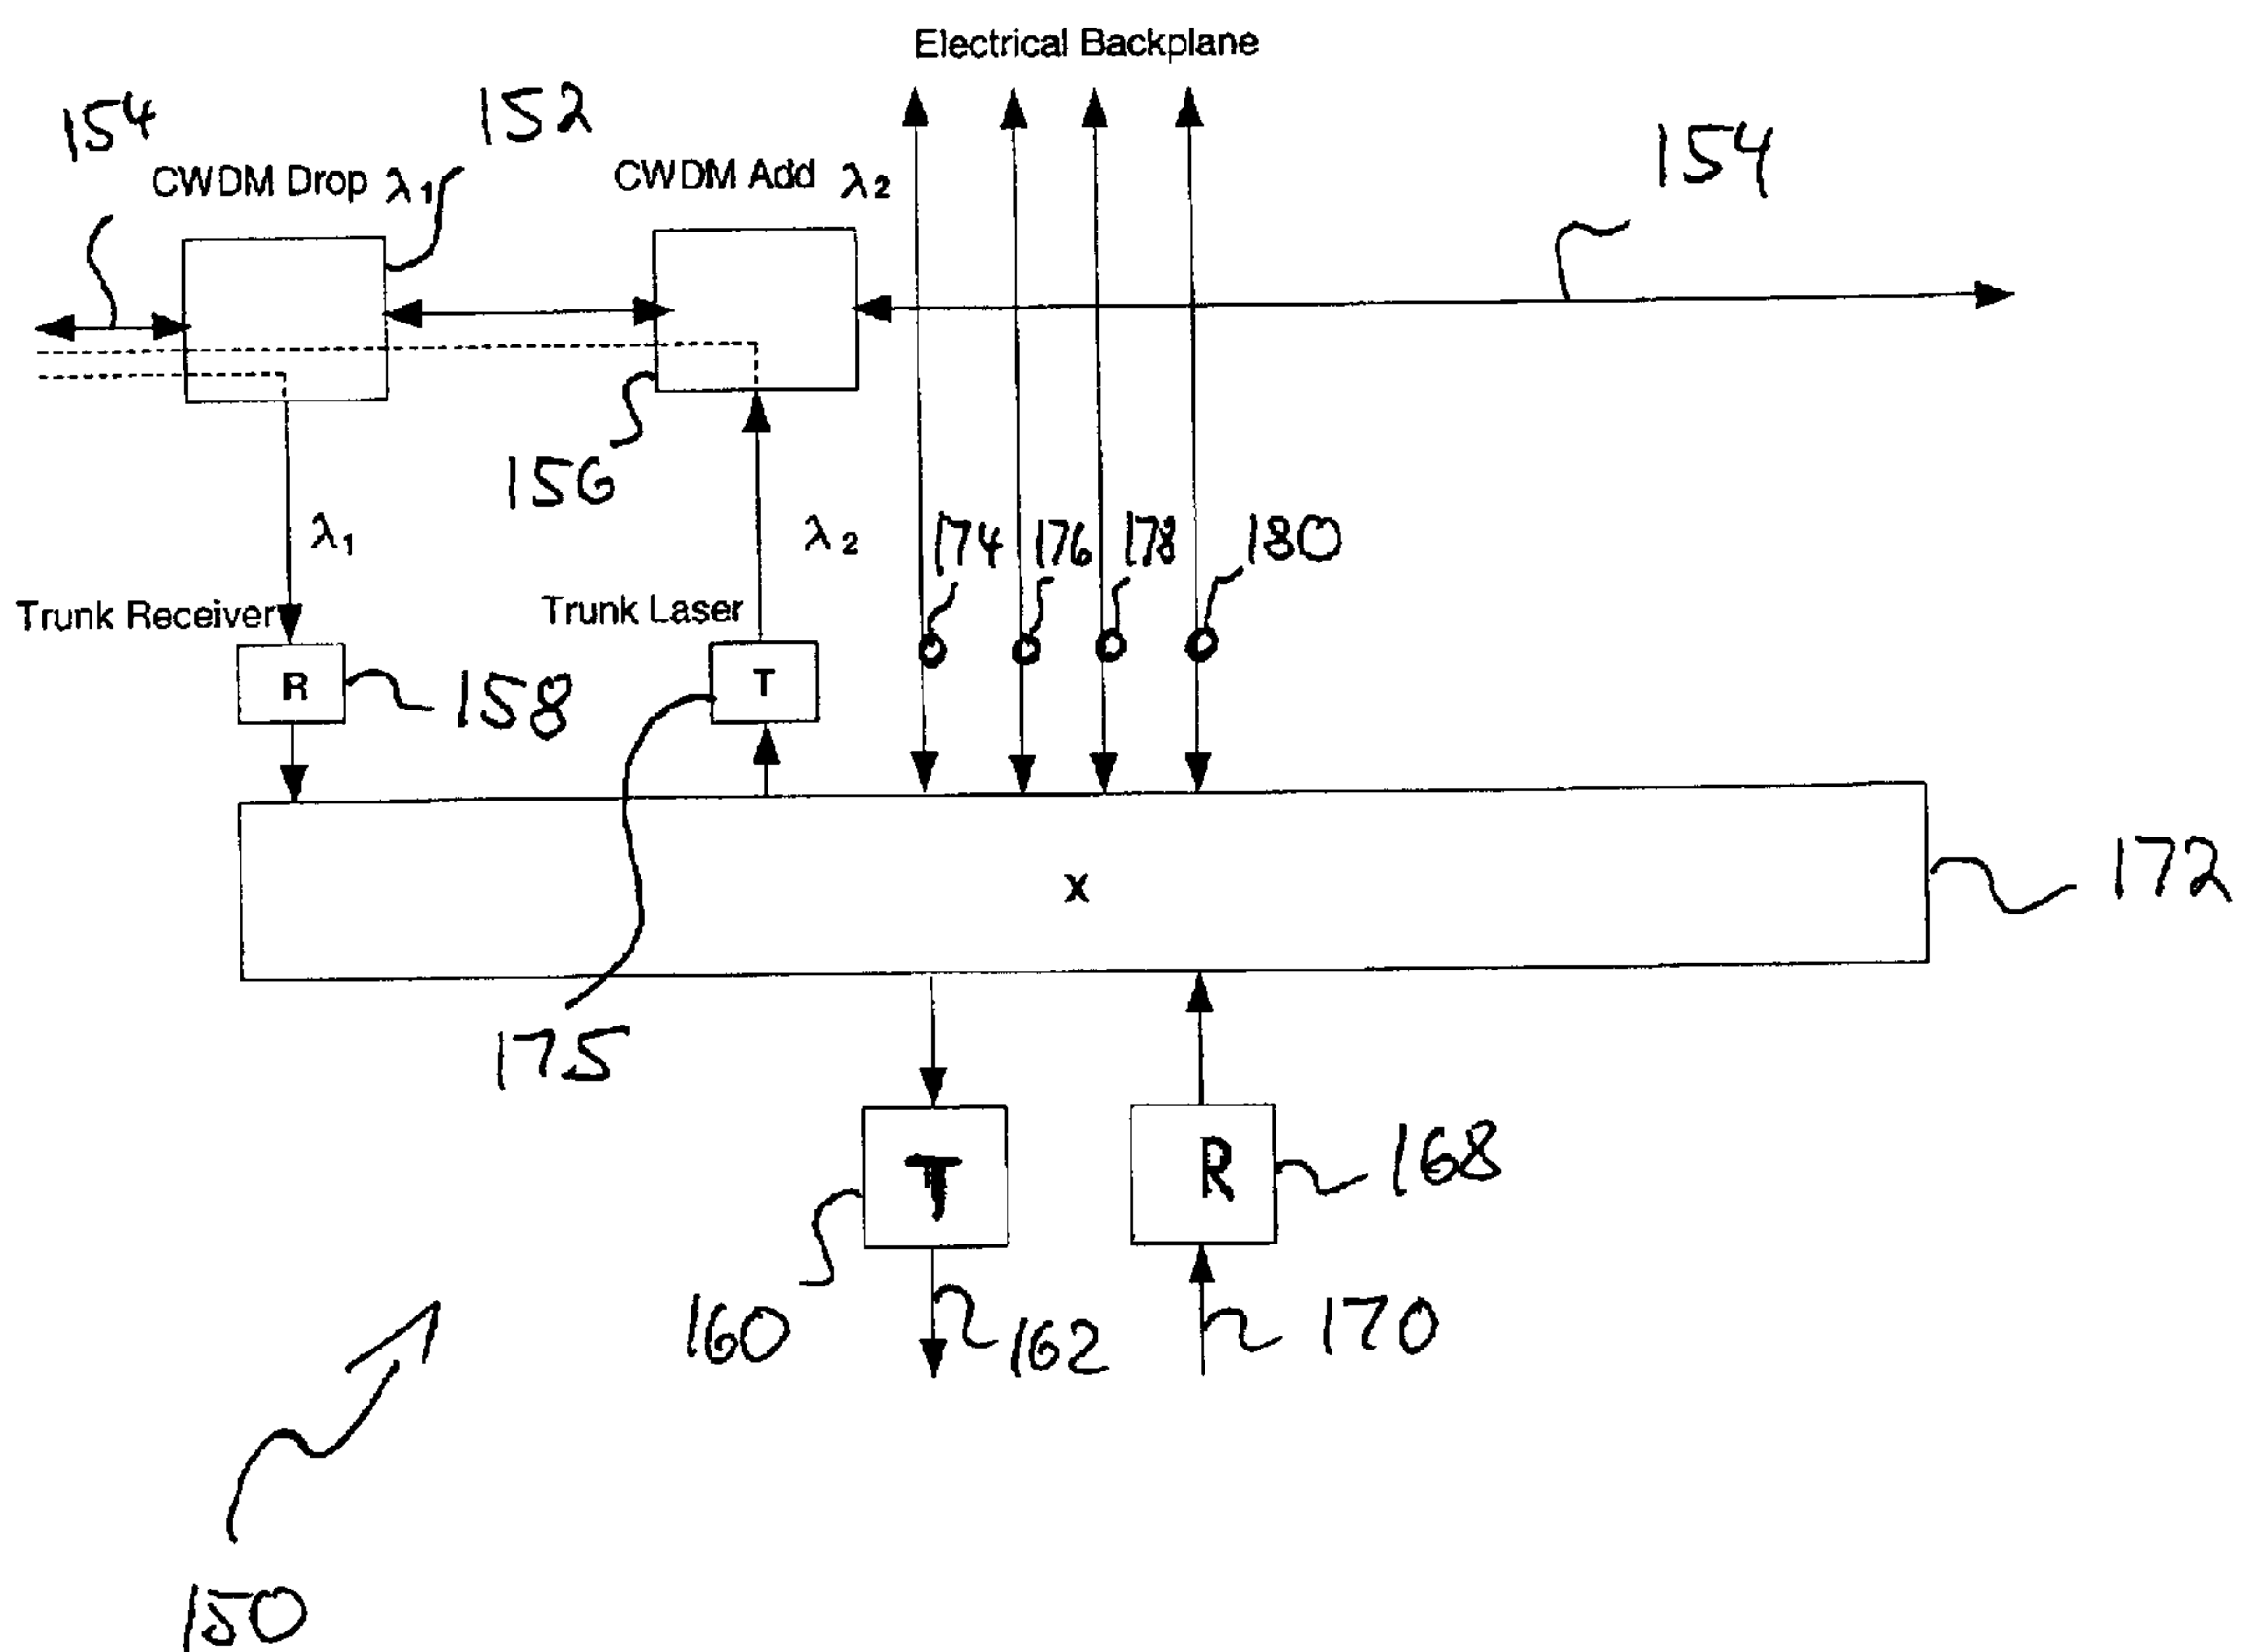 Electrical Backplane
154
152
CWDM Drop λ1
CWDM Add λ2
154
156
λ1
λ2
174
176
178
180
Trunk Receiver
Trunk Laser
R
158
T
X
172
175
T
R
168
160
162
170
150